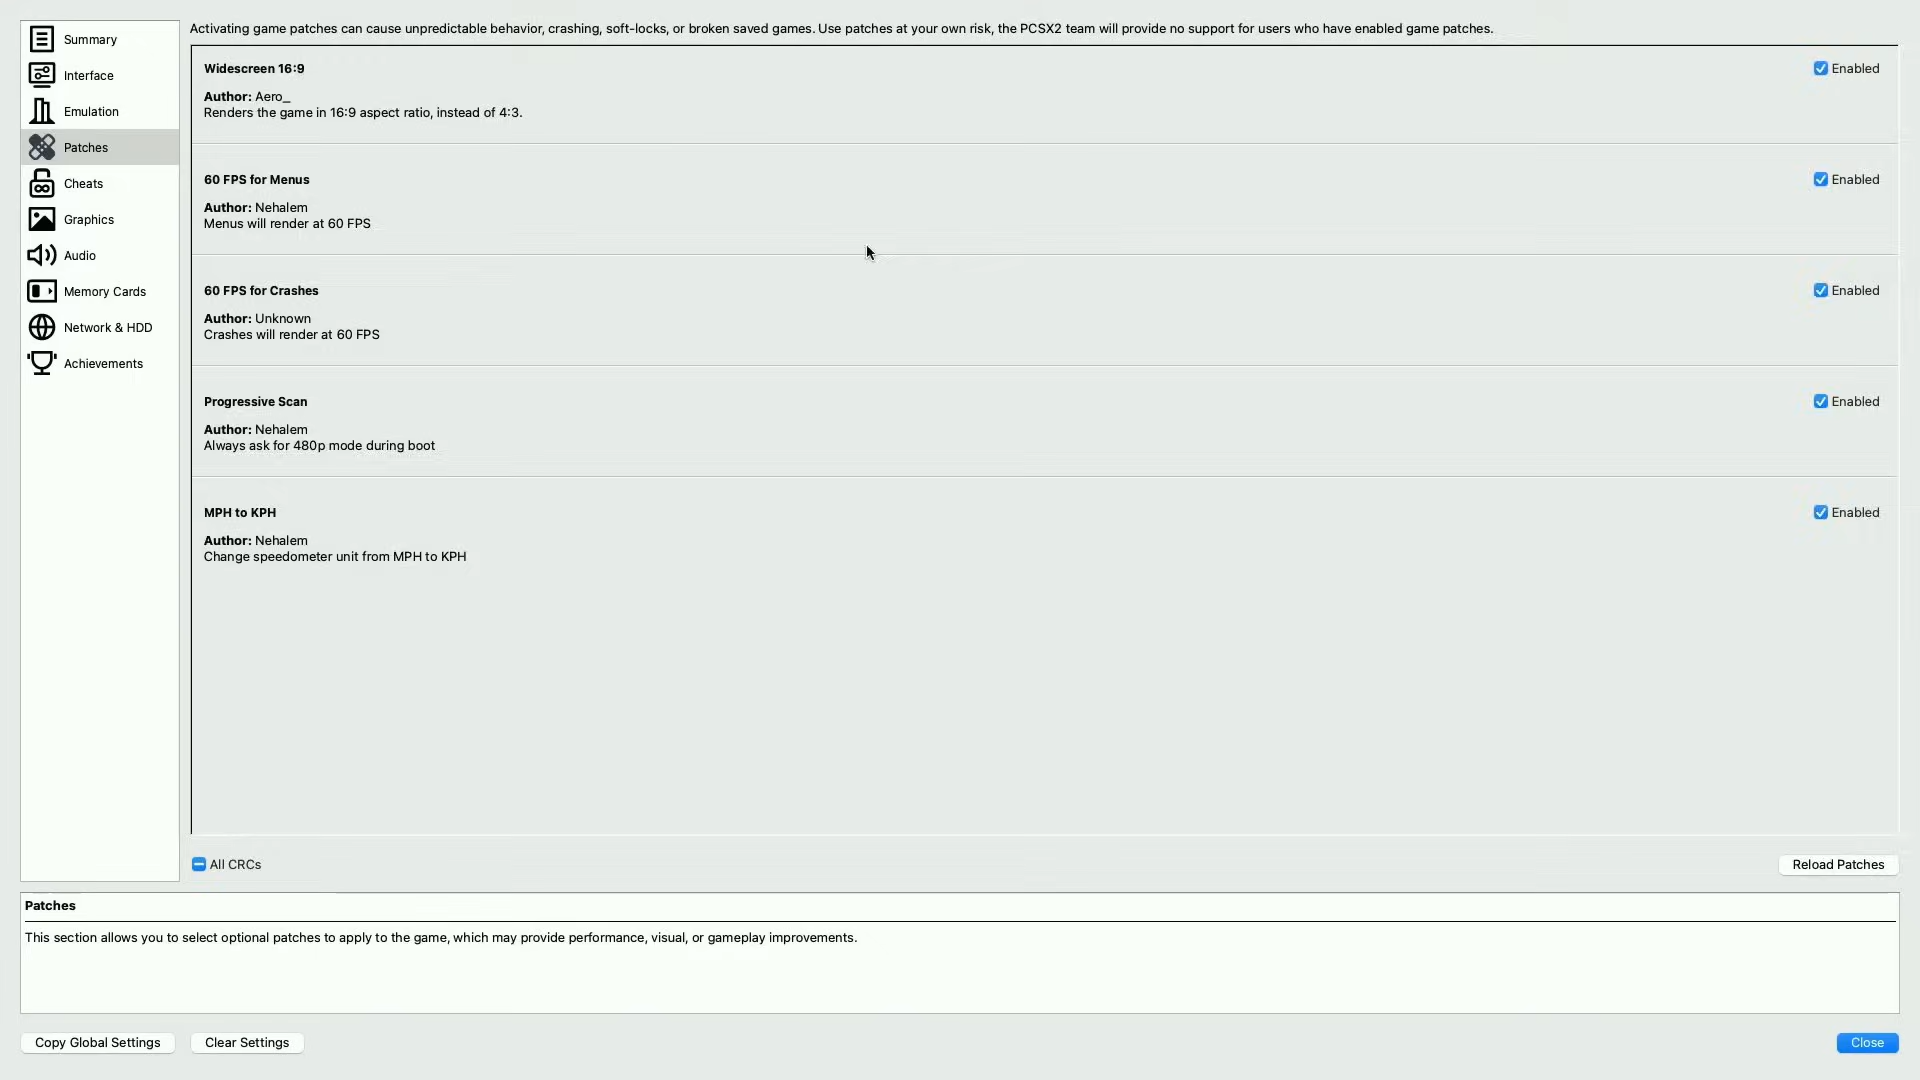 Summary
Interface
Emulation
Patches
Cheats
Graphics
Audio
Memory Cards
Network & HDD
Achievements
Activating game patches can cause unpredictable behavior, crashing, soft-locks, or broken saved games. Use patches at your own risk, the PCSX2 team will provide no support for users who have enabled game patches.
Widescreen 16:9
Enabled
Author: Aero_
Renders the game in 16:9 aspect ratio, instead of 4:3.
60 FPS for Menus
Enabled
Author: Nehalem
Menus will render at 60 FPS
60 FPS for Crashes
Enabled
Author: Unknown
Crashes will render at 60 FPS
Progressive Scan
Enabled
Author: Nehalem
Always ask for 480p mode during boot
MPH to KPH
Enabled
Author: Nehalem
Change speedometer unit from MPH to KPH
All CRCs
Reload Patches
Patches
This section allows you to select optional patches to apply to the game, which may provide performance, visual, or gameplay improvements.
Copy Global Settings
Clear Settings
Close